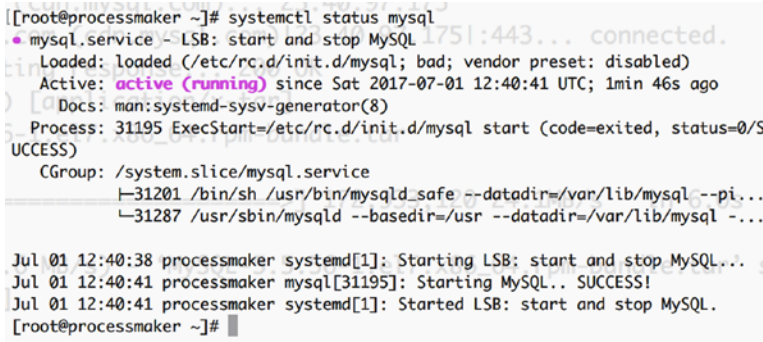 [root@processmaker ~]# systemctl status mysql
● mysql.service - LSB: start and stop MySQL
Loaded: loaded (/etc/rc.d/init.d/mysql; bad; vendor preset: disabled)
Active: active (running) since Sat 2017-07-01 12:40:41 UTC; 1min 46s ago
Docs: man:systemd-sysv-generator(8)
Process: 31195 ExecStart=/etc/rc.d/init.d/mysql start (code=exited, status=0/S
UCCESS)
CGroup: /system.slice/mysql.service
├─31201 /bin/sh /usr/bin/mysqld_safe --datadir=/var/lib/mysql --pi...
└─31287 /usr/sbin/mysqld --basedir=/usr --datadir=/var/lib/mysql -...
Jul 01 12:40:38 processmaker systemd[1]: Starting LSB: start and stop MySQL...
Jul 01 12:40:41 processmaker mysql[31195]: Starting MySQL.. SUCCESS!
Jul 01 12:40:41 processmaker systemd[1]: Started LSB: start and stop MySQL.
[root@processmaker ~]#